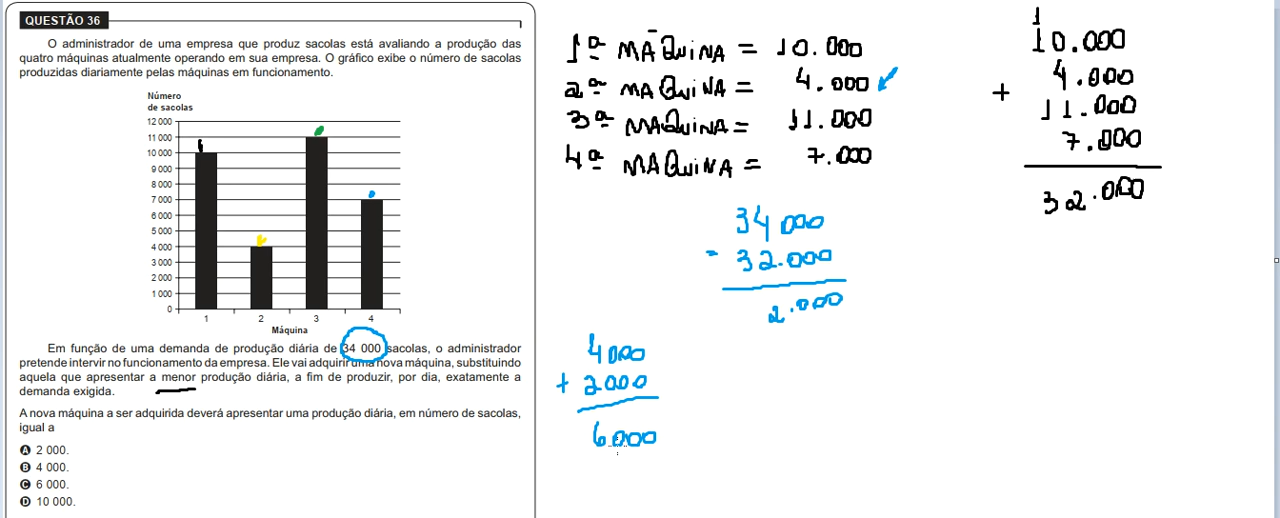 QUESTÃO 36
O administrador de uma empresa que produz sacolas está avaliando a produção das
quatro máquinas atualmente operando em sua empresa. O gráfico exibe o número de sacolas
produzidas diariamente pelas máquinas em funcionamento.
Número
de sacolas
12 000
11 000
10 000
9 000
8 000
7 000
6 000
5 000
4 000
3 000
2 000
1 000
0
1 2 3 4
Máquina
Em função de uma demanda de produção diária de 34 000 sacolas, o administrador
pretende intervir no funcionamento da empresa. Ele vai adquirir uma nova máquina, substituindo
aquela que apresentar a menor produção diária, a fim de produzir, por dia, exatamente a
demanda exigida.
A nova máquina a ser adquirida deverá apresentar uma produção diária, em número de sacolas,
igual a
A 2 000.
B 4 000.
C 6 000.
D 10 000.
1ª MÁQUINA = 10.000
2ª MAQUINA = 4.000
3ª MAQUINA = 11.000
4ª MAQUINA = 7.000
34 000
- 32.000
2.000
4000
+ 2000
6000
1
10.000
4.000
+
11.000
7.000
32.000